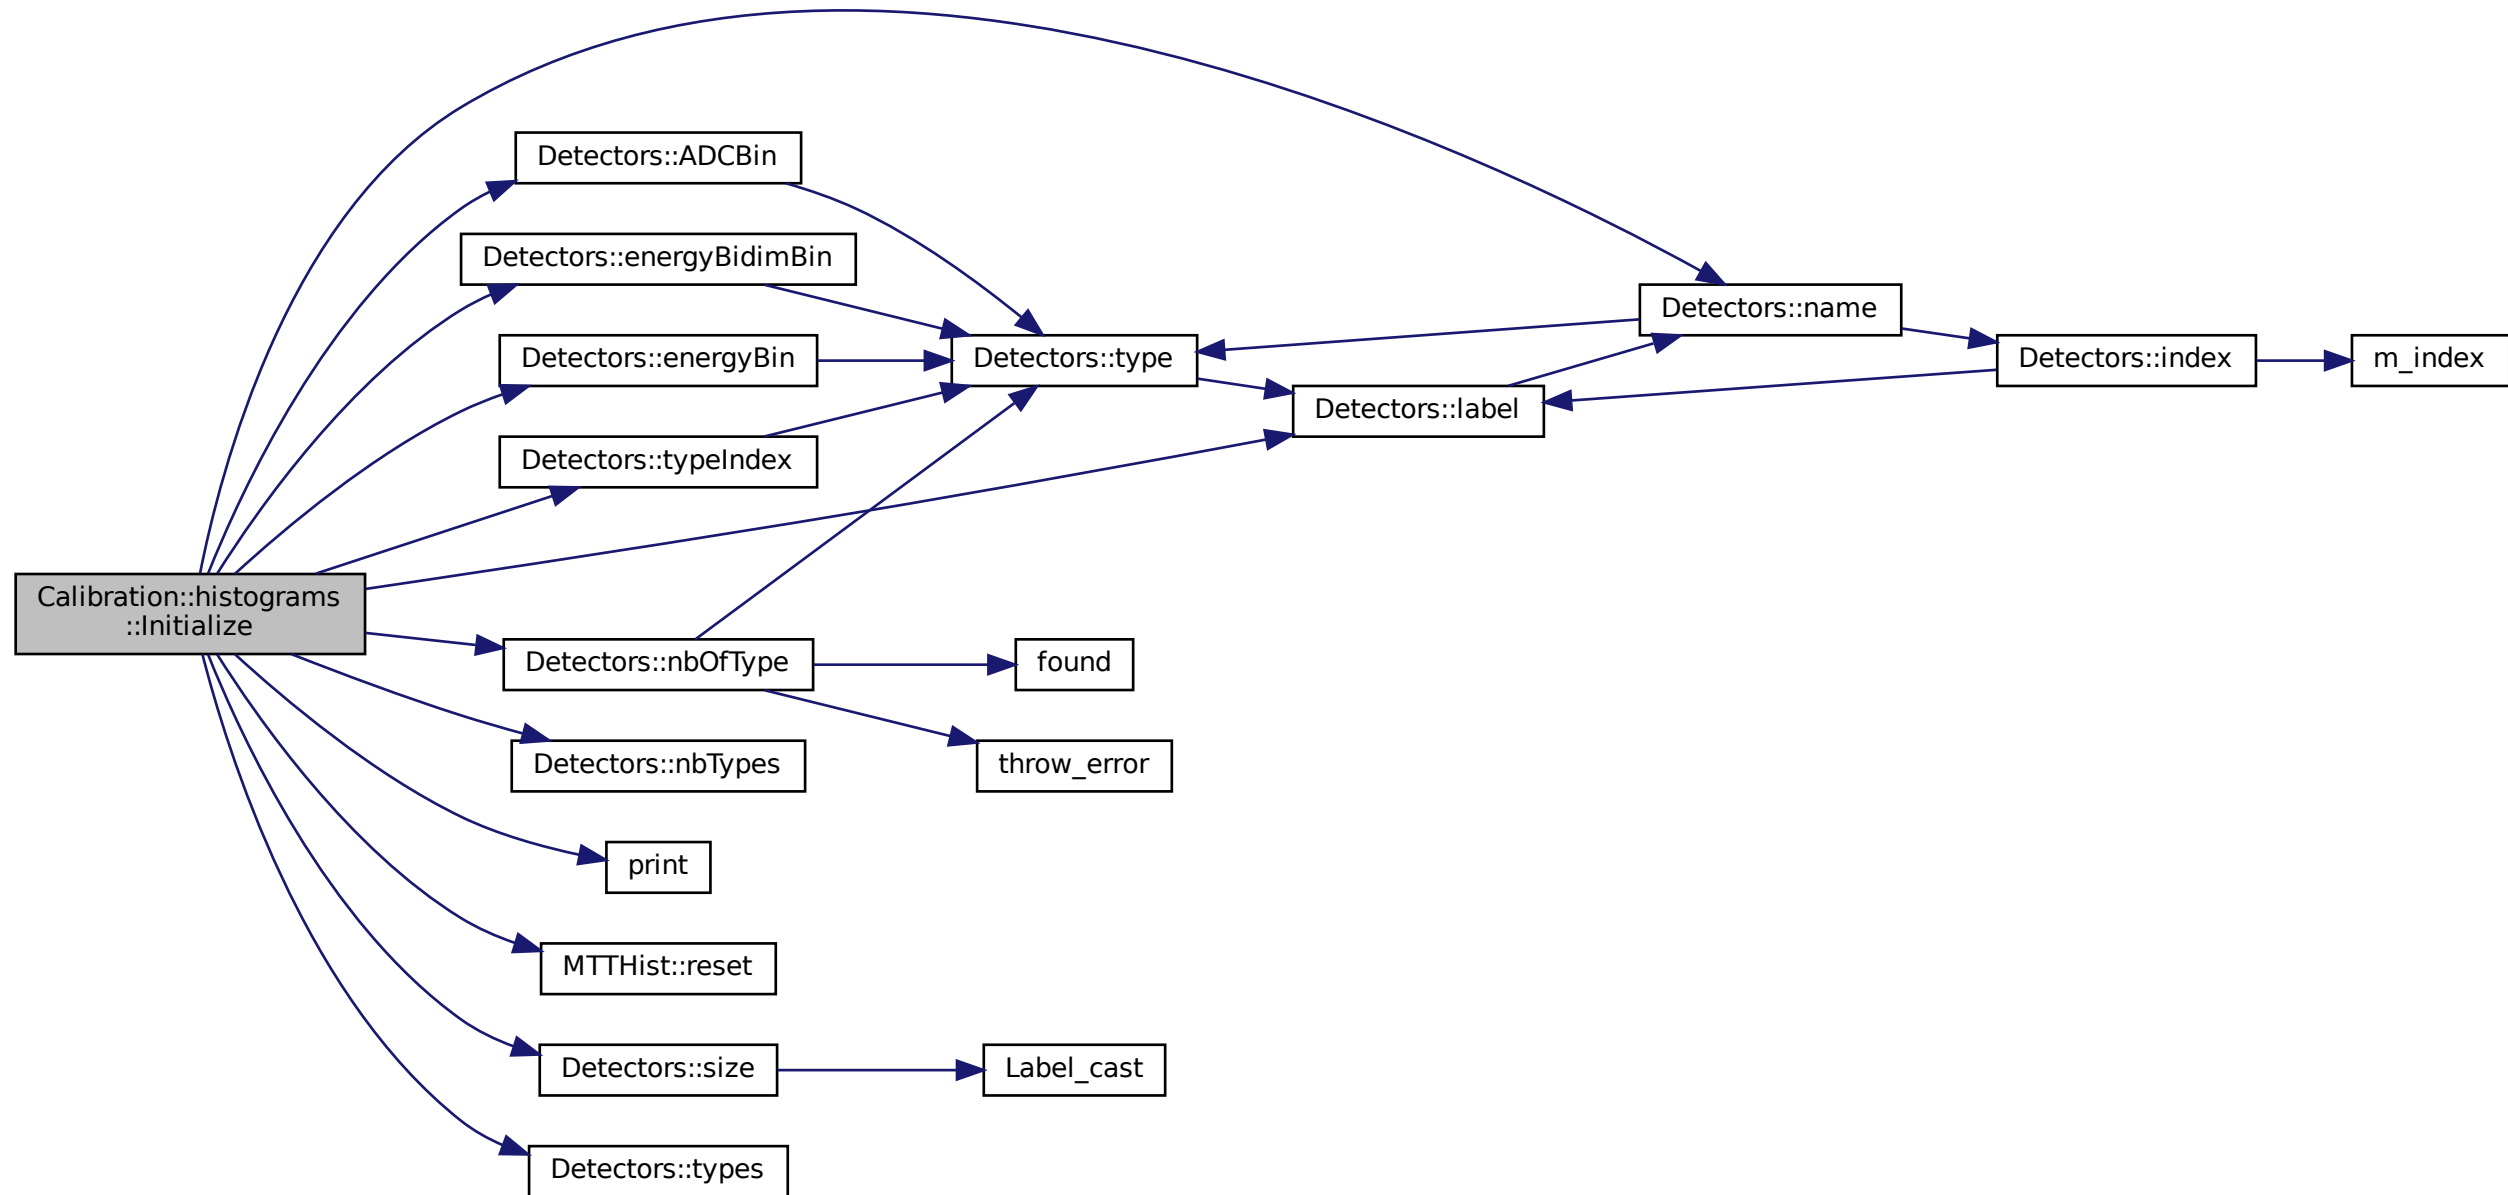 Detectors::ADCBin
Detectors::energyBidimBin
Detectors::name
Detectors::energyBin
Detectors::type
Detectors::index
m_index
Detectors::label
Detectors::typeIndex
Calibration::histograms
::Initialize
Detectors::nbOfType
found
Detectors::nbTypes
throw_error
print
MTTHist::reset
Detectors::size
Label_cast
Detectors::types